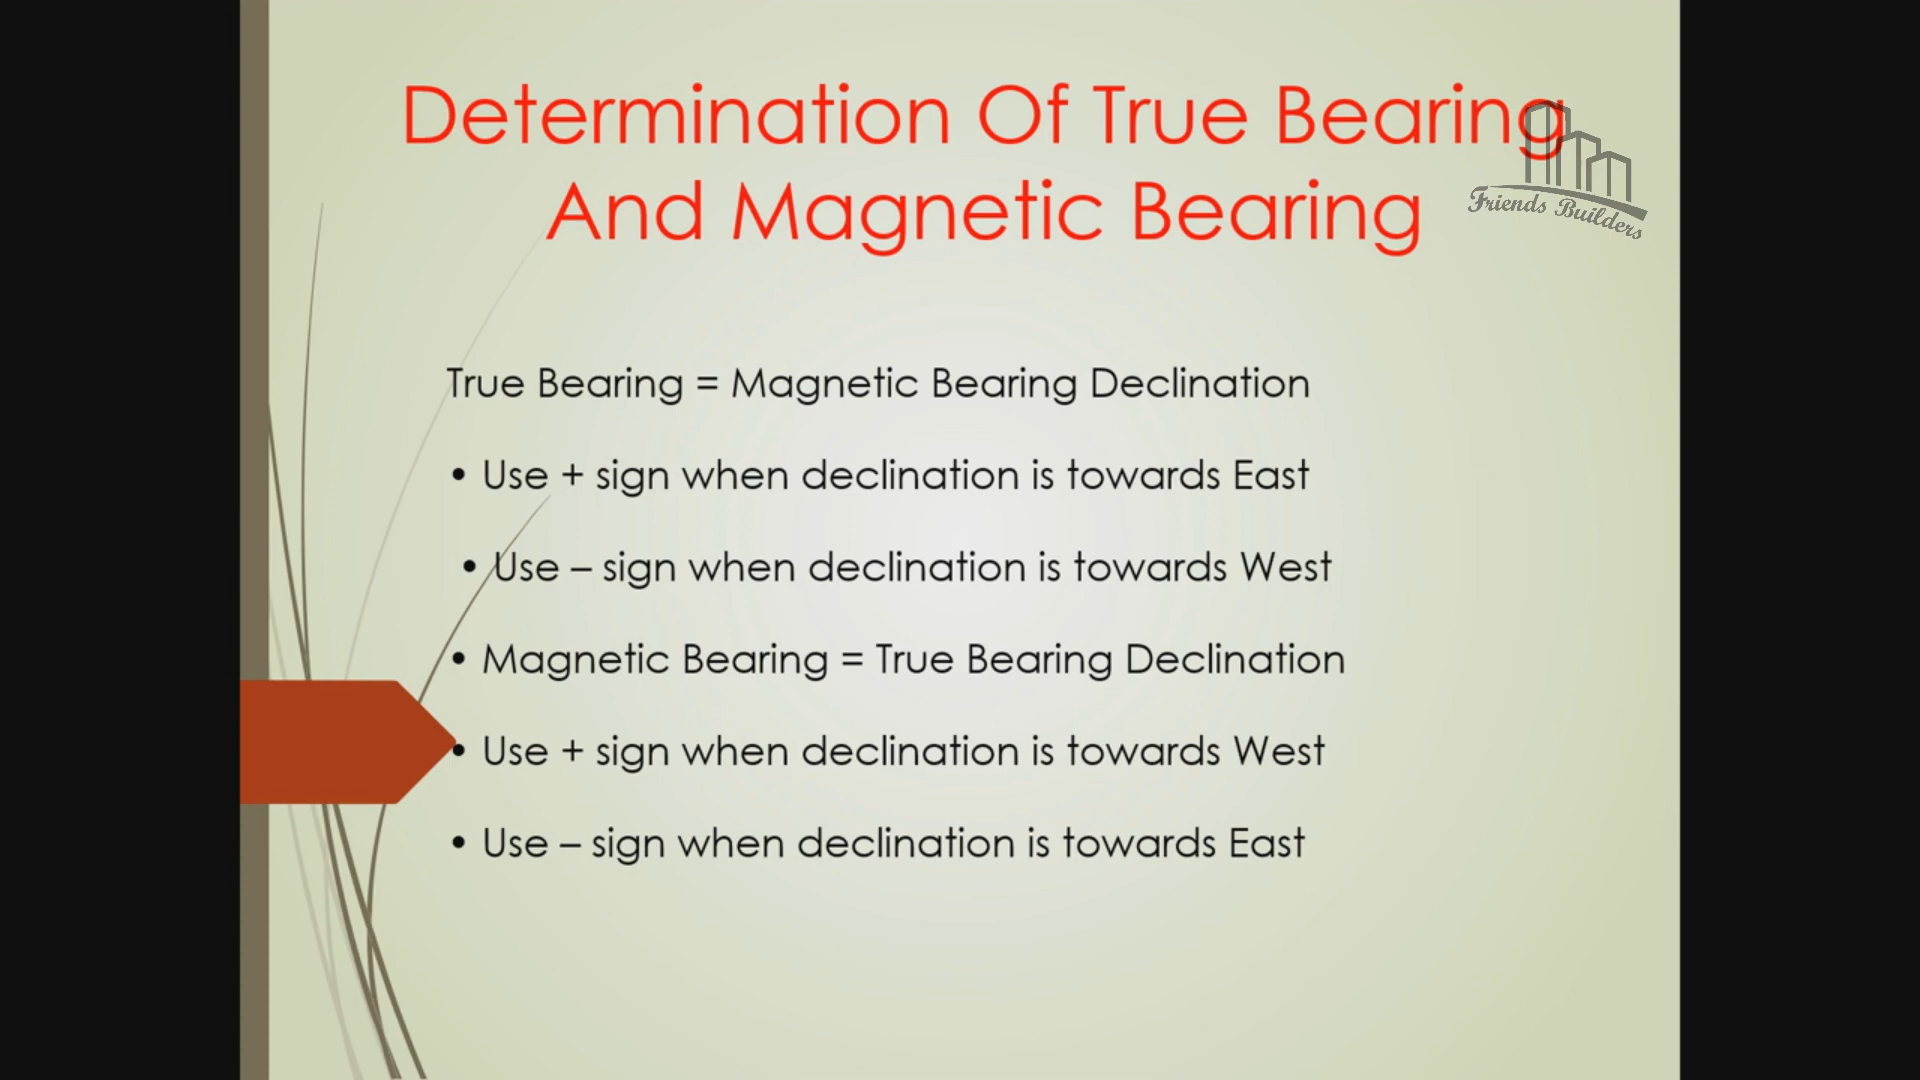 Determination Of True Bearing
And Magnetic Bearing
Friends Builders
True Bearing = Magnetic Bearing Declination
• Use + sign when declination is towards East
• Use – sign when declination is towards West
• Magnetic Bearing = True Bearing Declination
• Use + sign when declination is towards West
• Use – sign when declination is towards East